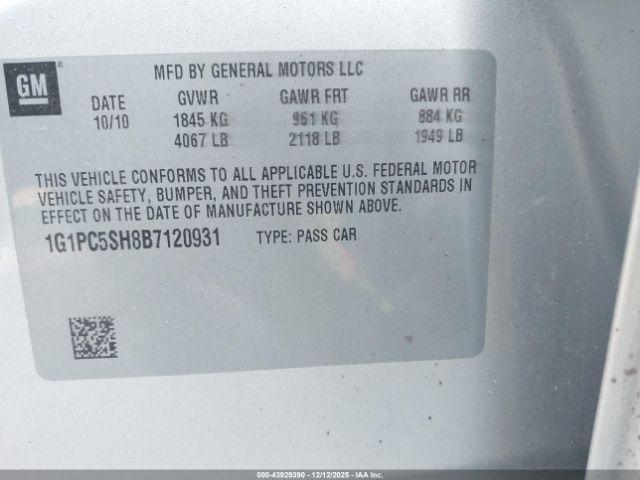 GM
MFD BY GENERAL MOTORS LLC
DATE GVWR GAWR FRT GAWR RR
10/10 1845 KG 961 KG 884 KG
4067 LB 2118 LB 1949 LB
THIS VEHICLE CONFORMS TO ALL APPLICABLE U.S. FEDERAL MOTOR
VEHICLE SAFETY, BUMPER, AND THEFT PREVENTION STANDARDS IN
EFFECT ON THE DATE OF MANUFACTURE SHOWN ABOVE.
1G1PC5SH8B7120931 TYPE: PASS CAR
000-43929390 - 12/12/2025 - IAA Inc.